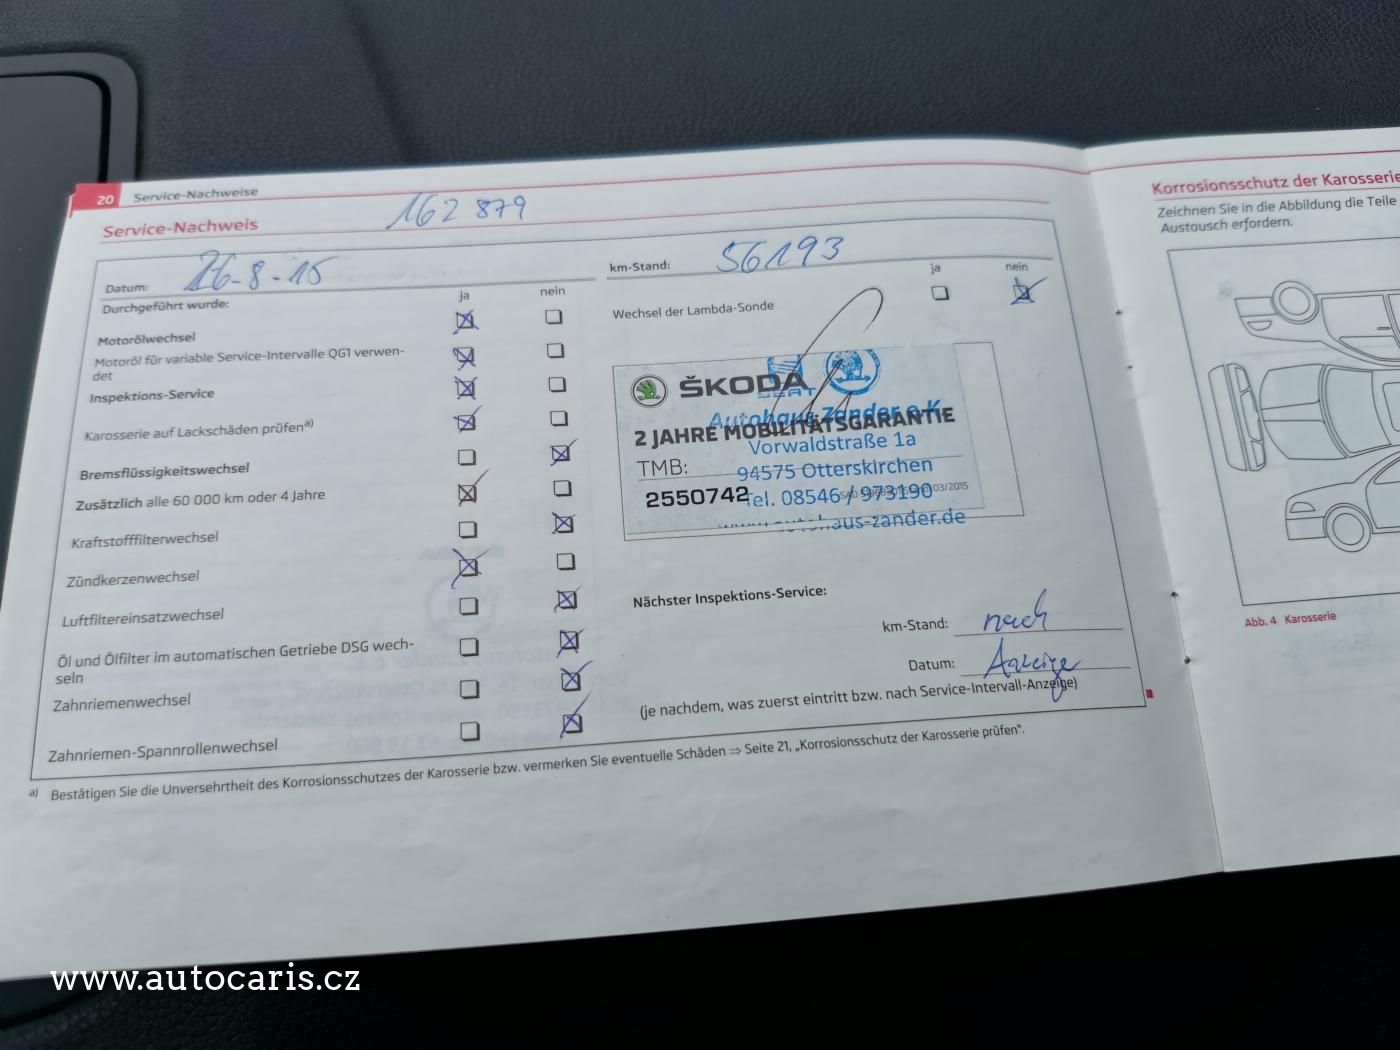 20 Service-Nachweise
Service-Nachweis
162 879
Datum: 26-8-15
km-Stand: 56193
Durchgeführt wurde:
ja nein
Motorölwechsel
Motoröl für variable Service-Intervalle QG1 verwen-
det
Inspektions-Service
Karosserie auf Lackschäden prüfen a)
Bremsflüssigkeitswechsel
Zusätzlich alle 60 000 km oder 4 Jahre
Kraftstofffilterwechsel
Zündkerzenwechsel
Luftfiltereinsatzwechsel
Öl und Ölfilter im automatischen Getriebe DSG wech-
seln
Zahnriemenwechsel
Zahnriemen-Spannrollenwechsel
ja nein
Wechsel der Lambda-Sonde
ŠKODA
SEAT
Autohaus Zander e.K.
2 JAHRE MOBILITÄTSGARANTIE
Vorwaldstraße 1a
TMB:
94575 Otterskirchen
2550742
Tel. 08546 / 973190
03/2015
www.autohaus-zander.de
Nächster Inspektions-Service:
km-Stand: nach
Datum: Anzeige
(je nachdem, was zuerst eintritt bzw. nach Service-Intervall-Anzeige)
a) Bestätigen Sie die Unversehrtheit des Korrosionsschutzes der Karosserie bzw. vermerken Sie eventuelle Schäden ⇒ Seite 21, „Korrosionsschutz der Karosserie prüfen“.
Korrosionsschutz der Karosserie
Zeichnen Sie in die Abbildung die Teile
Austausch erfordern.
Abb. 4 Karosserie
www.autocaris.cz